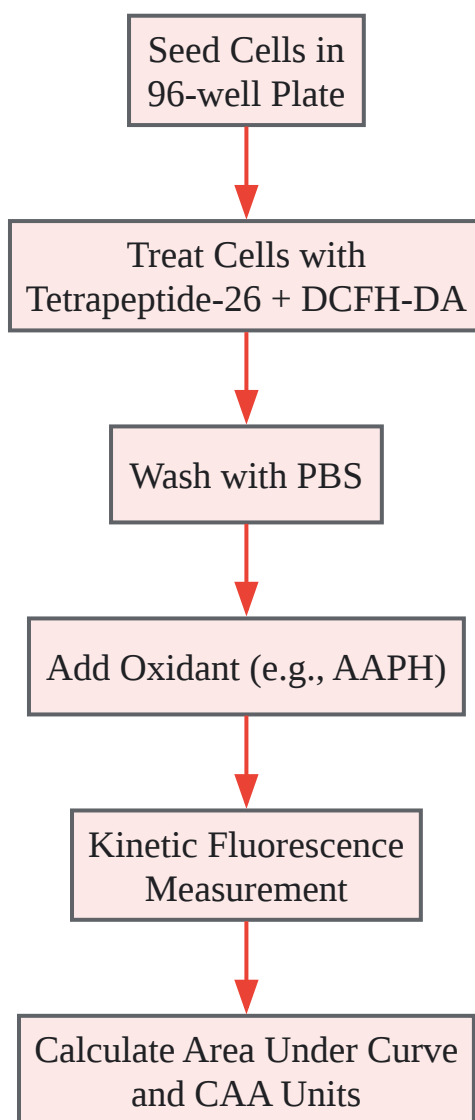 Seed Cells in
96-well Plate
Treat Cells with
Tetrapeptide-26 + DCFH-DA
Wash with PBS
Add Oxidant (e.g., AAPH)
Kinetic Fluorescence
Measurement
Calculate Area Under Curve
and CAA Units